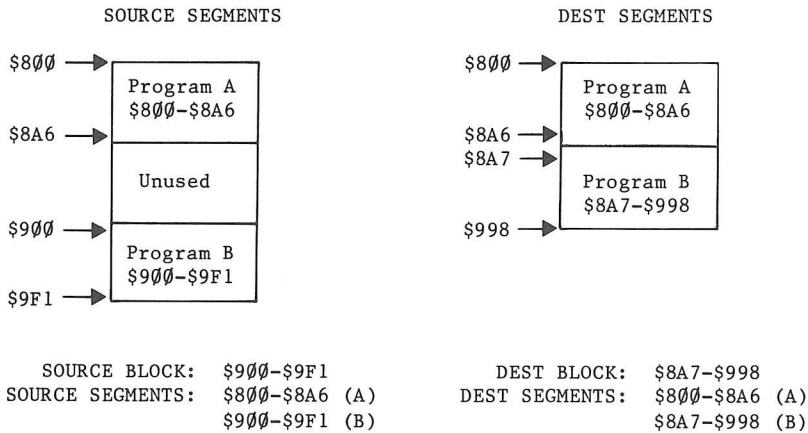 SOURCE SEGMENTS
$8ØØ
Program A
$8ØØ-$8A6
$8A6
Unused
$9ØØ
Program B
$9ØØ-$9F1
$9F1
DEST SEGMENTS
$8ØØ
Program A
$8ØØ-$8A6
$8A6
$8A7
Program B
$8A7-$998
$998
SOURCE BLOCK: $9ØØ-$9F1
SOURCE SEGMENTS: $8ØØ-$8A6 (A)
$9ØØ-$9F1 (B)
DEST BLOCK: $8A7-$998
DEST SEGMENTS: $8ØØ-$8A6 (A)
$8A7-$998 (B)